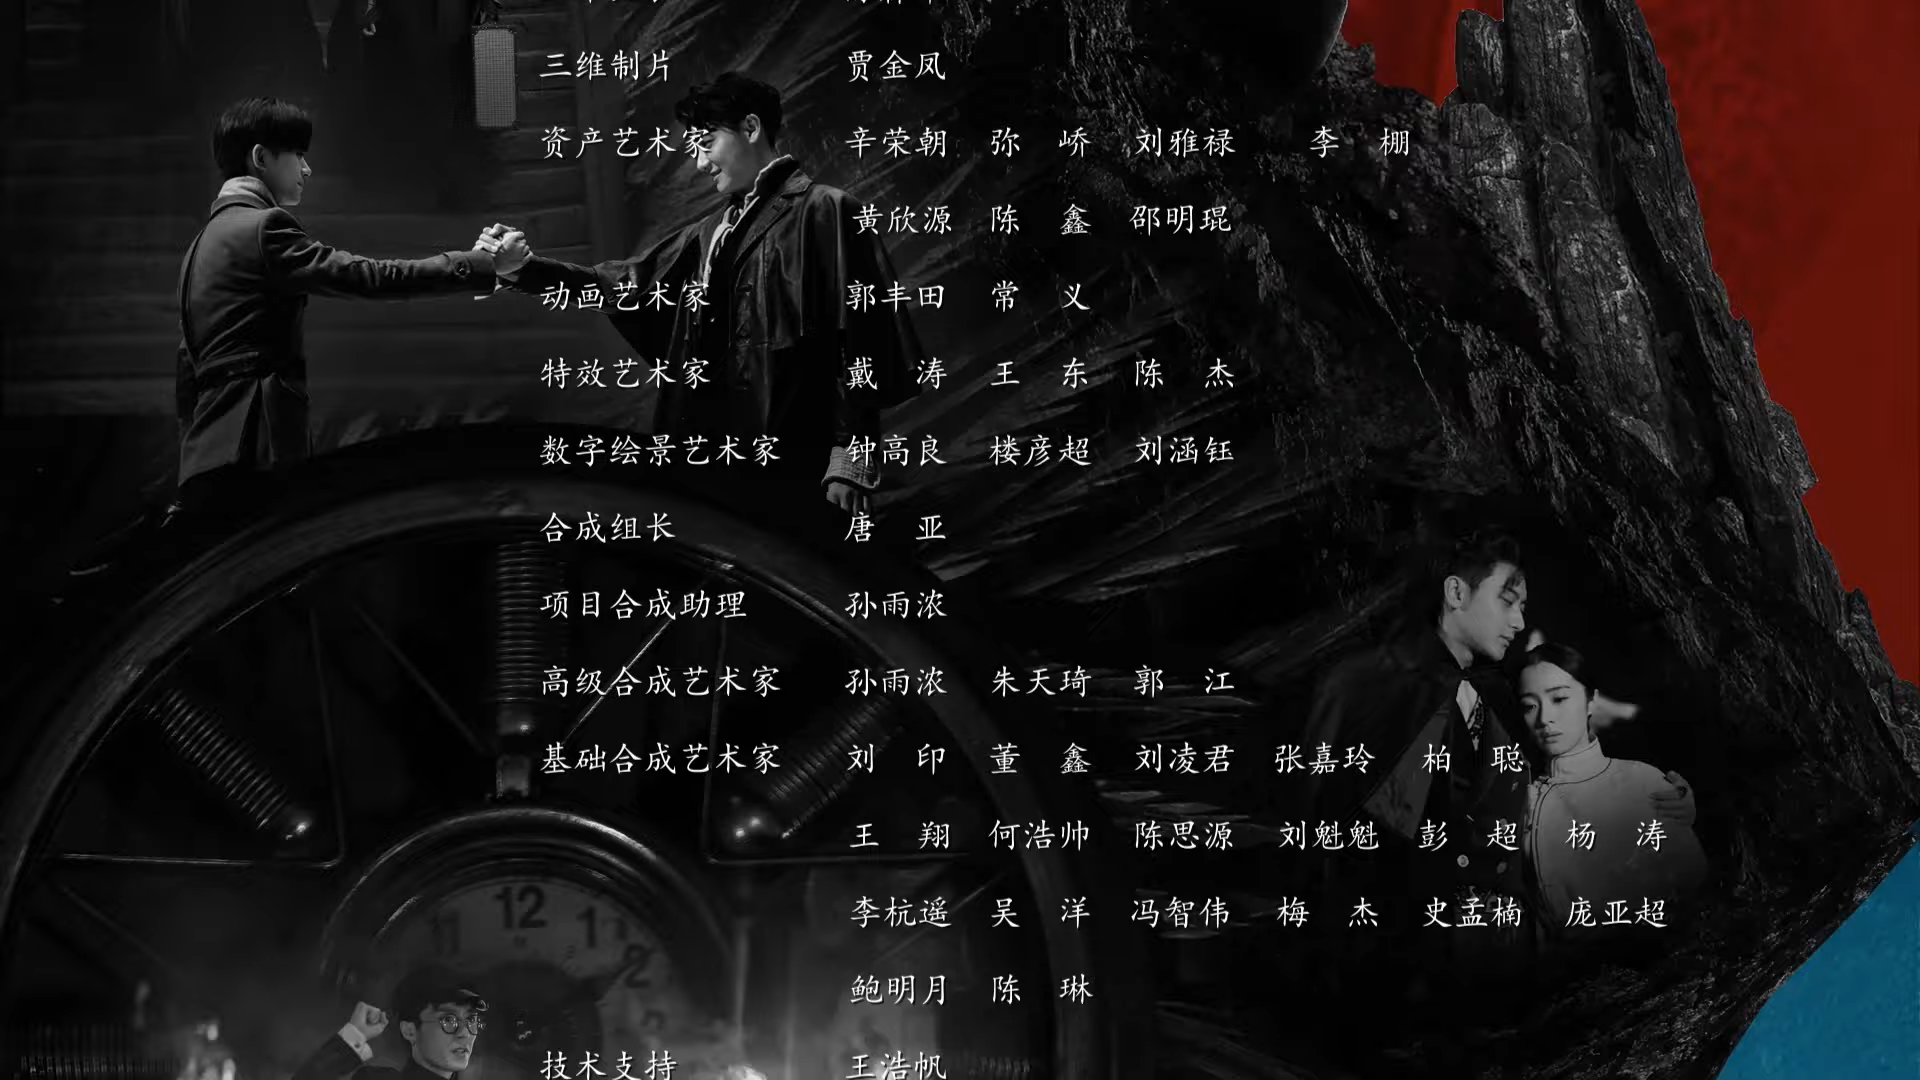 三维制片 贾金凤
资产艺术家 辛荣朝 弥 峤 刘雅禄 李 棚
黄欣源 陈 鑫 邵明琨
动画艺术家 郭丰田 常 义
特效艺术家 戴 涛 王 东 陈 杰
数字绘景艺术家 钟高良 楼彦超 刘涵钰
合成组长 唐 亚
项目合成助理 孙雨浓
高级合成艺术家 孙雨浓 朱天琦 郭 江
基础合成艺术家 刘 印 董 鑫 刘凌君 张嘉玲 柏 聪
王 翔 何浩帅 陈思源 刘魁魁 彭 超 杨 涛
李杭遥 吴 洋 冯智伟 梅 杰 史孟楠 庞亚超
鲍明月 陈 琳
12
11
2
技术支持 王浩帆